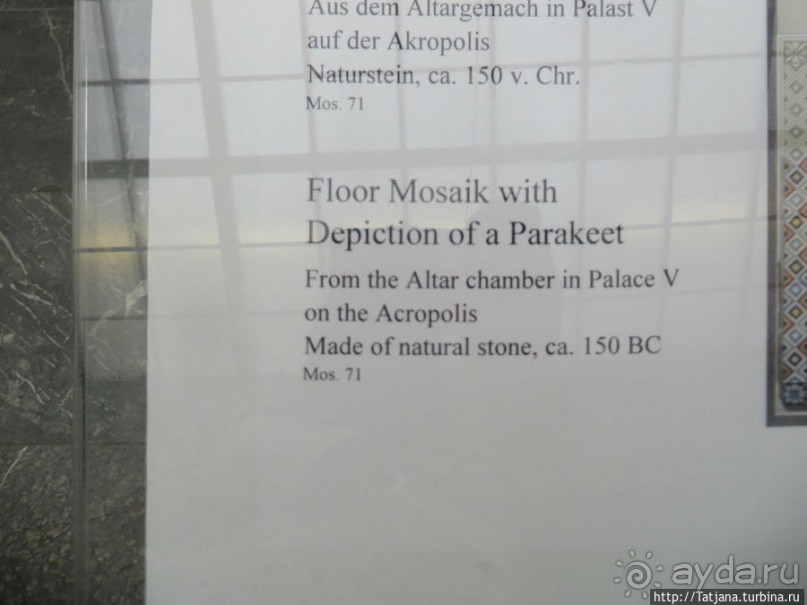 Aus dem Altargemach in Palast V
auf der Akropolis
Naturstein, ca. 150 v. Chr.
Mos. 71
Floor Mosaik with
Depiction of a Parakeet
From the Altar chamber in Palace V
on the Acropolis
Made of natural stone, ca. 150 BC
Mos. 71
ayda.ru
http://Tatjana.turbina.ru